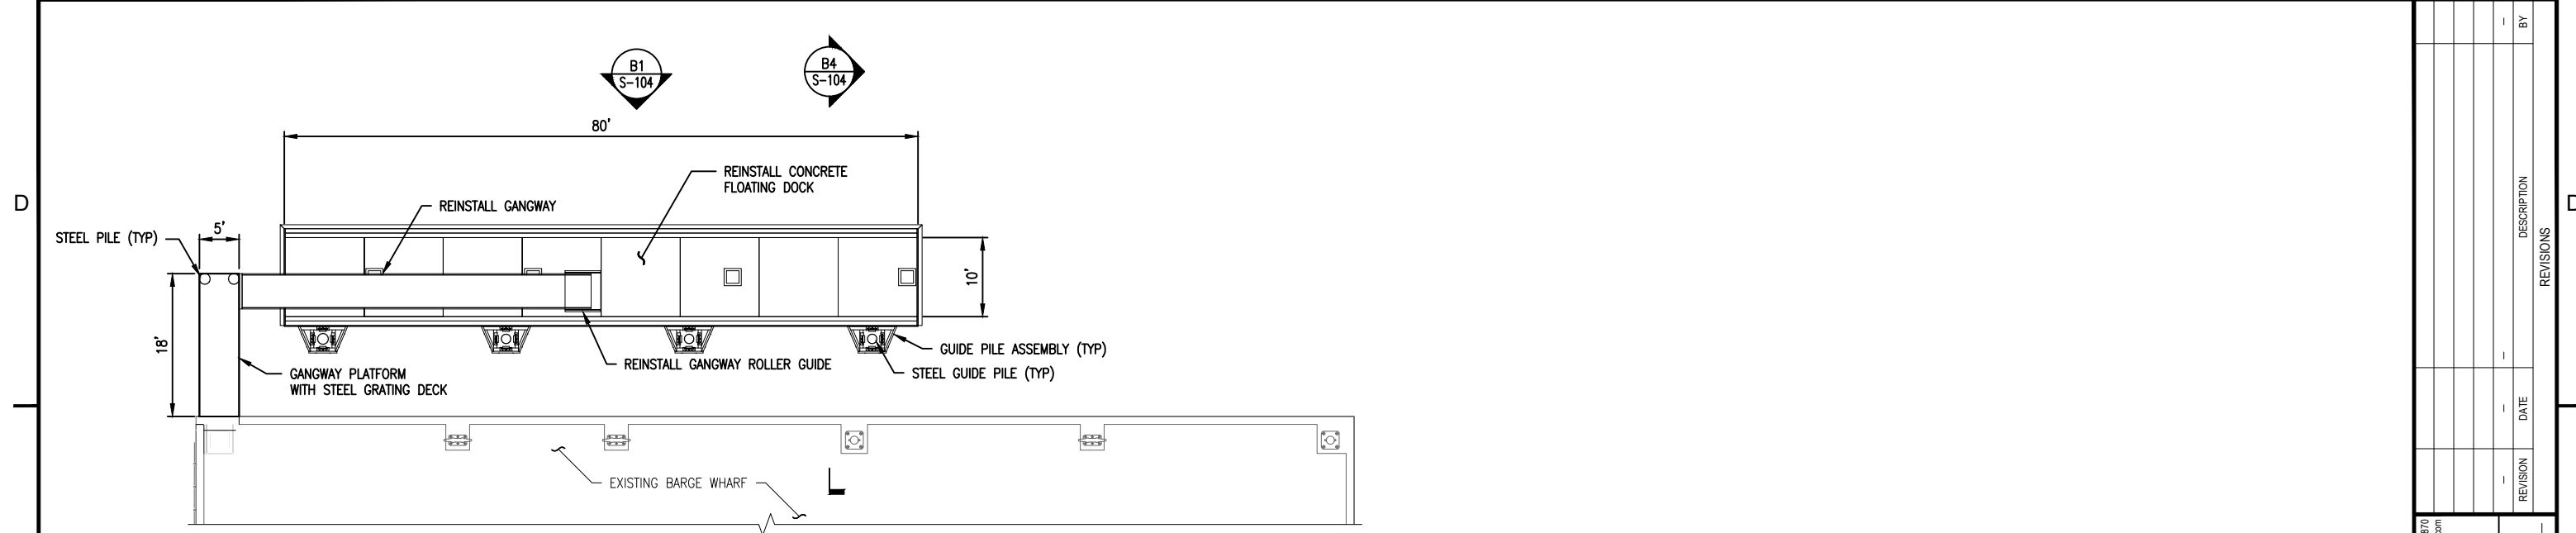 B1
S-104
B4
S-104
80'
REINSTALL CONCRETE
FLOATING DOCK
REINSTALL GANGWAY
5'
STEEL PILE (TYP)
10'
18'
GUIDE PILE ASSEMBLY (TYP)
REINSTALL GANGWAY ROLLER GUIDE
STEEL GUIDE PILE (TYP)
GANGWAY PLATFORM
WITH STEEL GRATING DECK
EXISTING BARGE WHARF
D
D
BY
DESCRIPTION
DATE
REVISION
REVISIONS
870
com